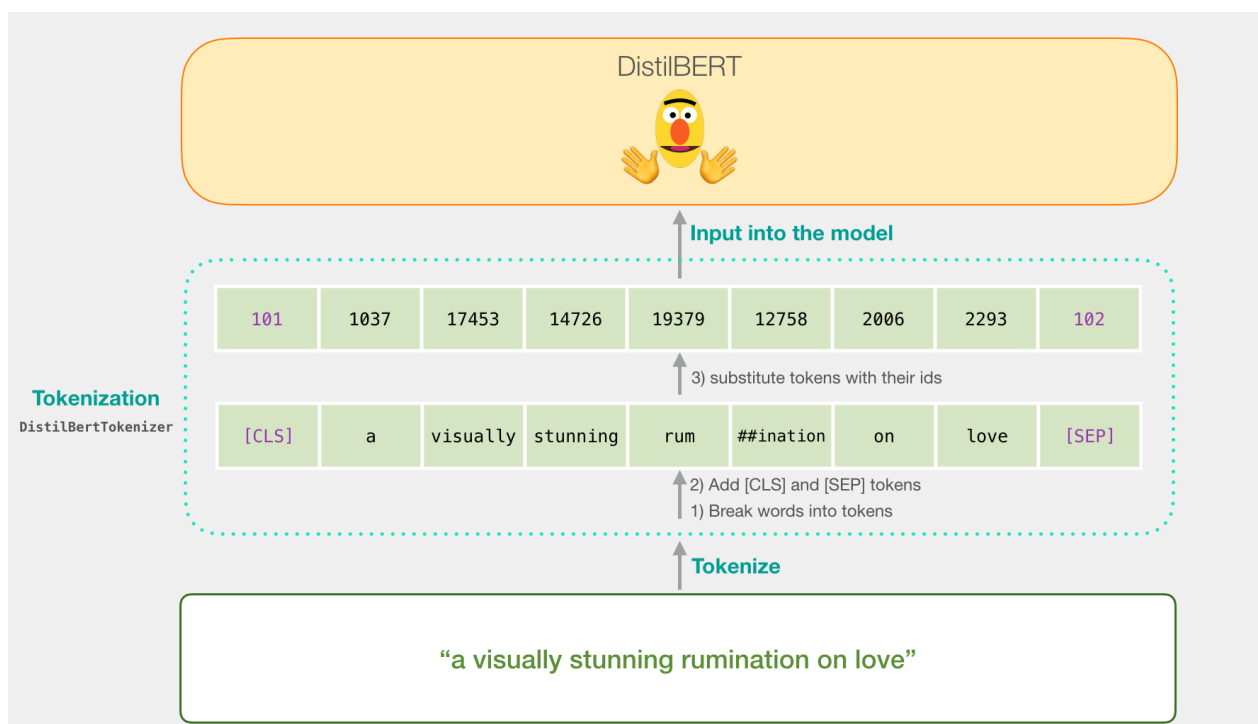 DistilBERT
Input into the model
101 1037 17453 14726 19379 12758 2006 2293 102
3) substitute tokens with their ids
Tokenization
DistilBertTokenizer
[CLS] a visually stunning rum ##ination on love [SEP]
2) Add [CLS] and [SEP] tokens
1) Break words into tokens
Tokenize
“a visually stunning rumination on love”